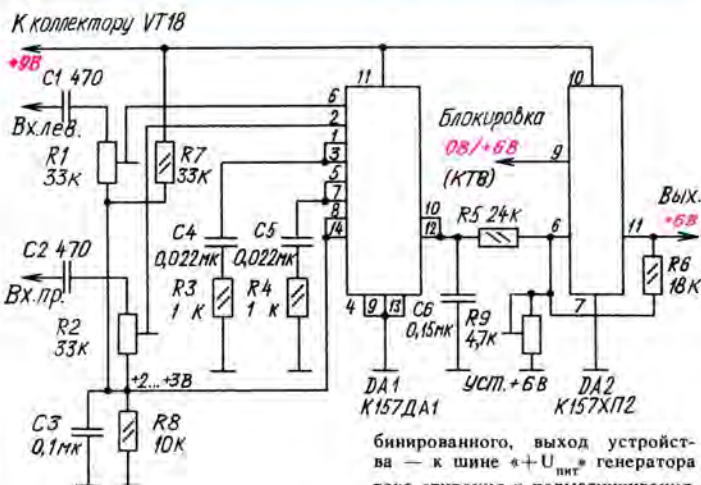 К коллектору VT18
+9В
C1 470
Вх.лев.
R1
33К
R7
33К
C2 470
Вх.пр.
R2
33К
C4
0,022мк
C5
0,022мк
R3
1 К
R4
1 К
+2...+3В
C3
0,1мк
R8
10К
11
6
2
1
3
5
7
8
14
10
12
4
9
13
DA1
К157ДА1
C6
0,15мк
R5 24К
R9
4,7К
Уст.+6В
Блокировка
0В/+6В
(КТВ)
10
9
6
11
7
Вых.
+6В
R6
18К
DA2
К157ХП2
бинированного, выход устройст-
ва — к шине «+Uпит» генератора